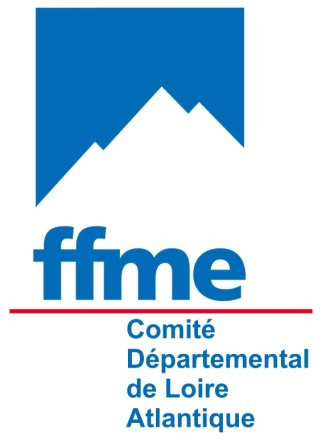 ffme
Comité
Départemental
de Loire
Atlantique